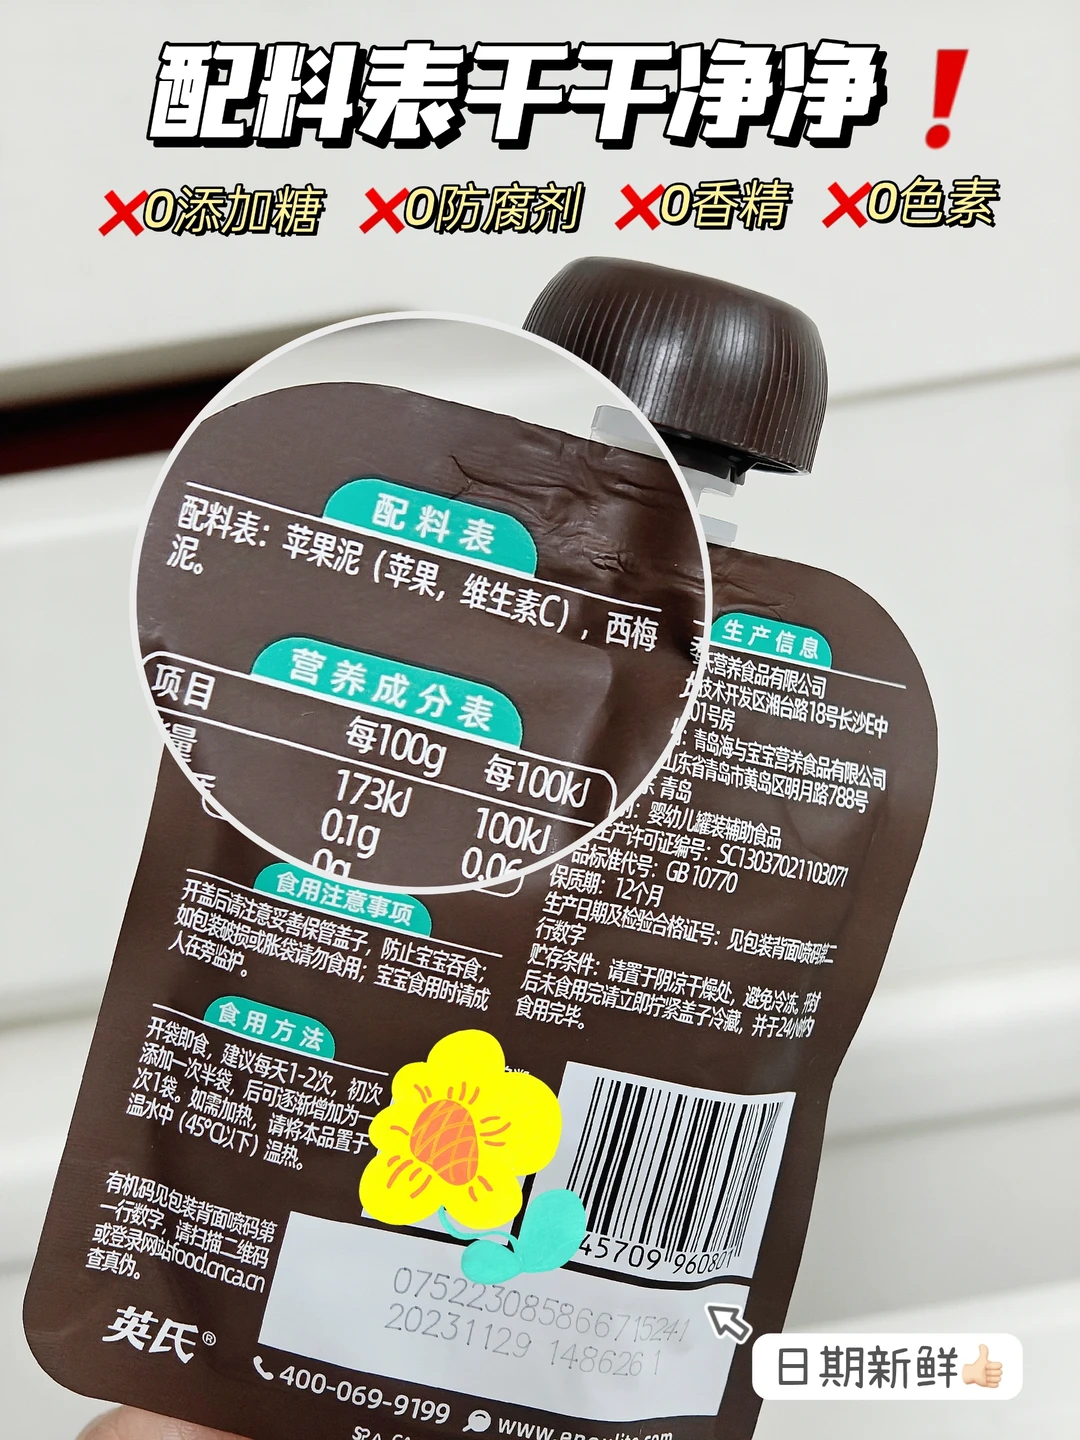 配料表干干净净❗
❌0添加糖 ❌0防腐剂 ❌0香精 ❌0色素
配料表
配料表：苹果泥（苹果，维生素C），西梅
泥。
营养成分表
项目 每100g 每100kJ
173kJ 100kJ
0.1g 0.06
0g
生产信息
氏营养食品有限公司
技术开发区湘台路18号长沙E中
01号房
：青岛海与宝宝营养食品有限公司
山东省青岛市黄岛区明月路788号
青岛
：婴幼儿罐装辅助食品
生产许可证编号：SC13037021103071
品标准代号：GB 10770
保质期：12个月
生产日期及检验合格证号：见包装背面喷码第二
行数字
贮存条件：请置于阴凉干燥处，避免冷冻，开封
后未食用完请立即拧紧盖子冷藏，并于24小时内
食用完毕。
食用注意事项
开盖后请注意妥善保管盖子，防止宝宝吞食；
如包装破损或胀袋请勿食用；宝宝食用时请成
人在旁监护。
食用方法
开袋即食，建议每天1-2次，初次
添加一次半袋，后可逐渐增加为一
次1袋。如需加热，请将本品置于
温水中（45℃以下）温热。
有机码见包装背面喷码第
一行数字，请扫描二维码
或登录网站food.cnca.cn
查真伪。
45709 960801
07522308586671524.1
20231129 1486261
日期新鲜👍🏻
英氏®
400-069-9199